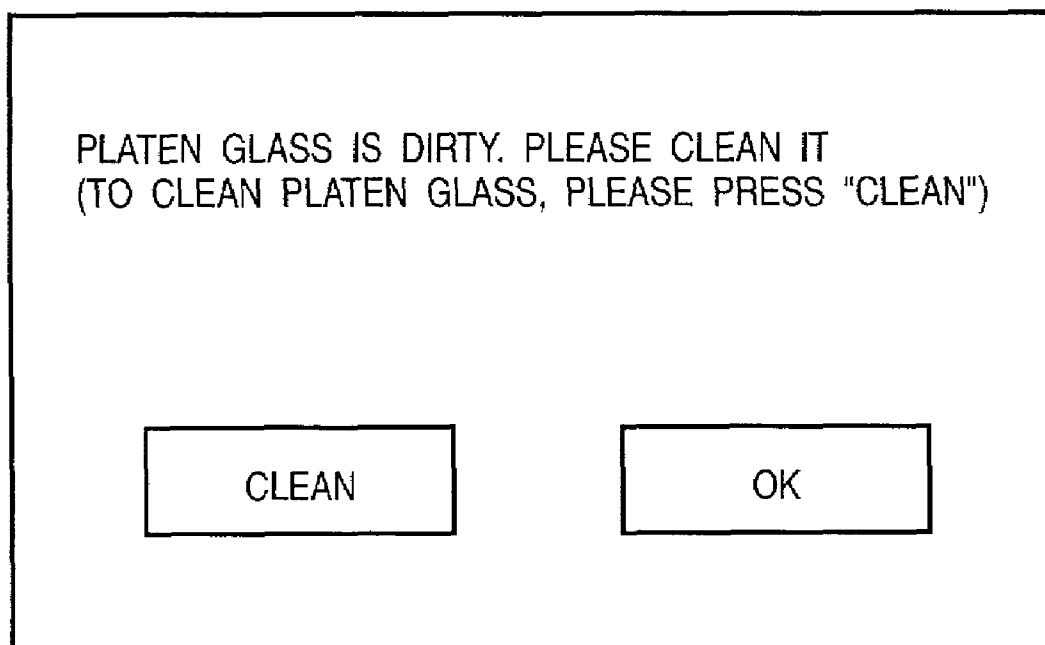 PLATEN GLASS IS DIRTY. PLEASE CLEAN IT
(TO CLEAN PLATEN GLASS, PLEASE PRESS "CLEAN")
CLEAN
OK